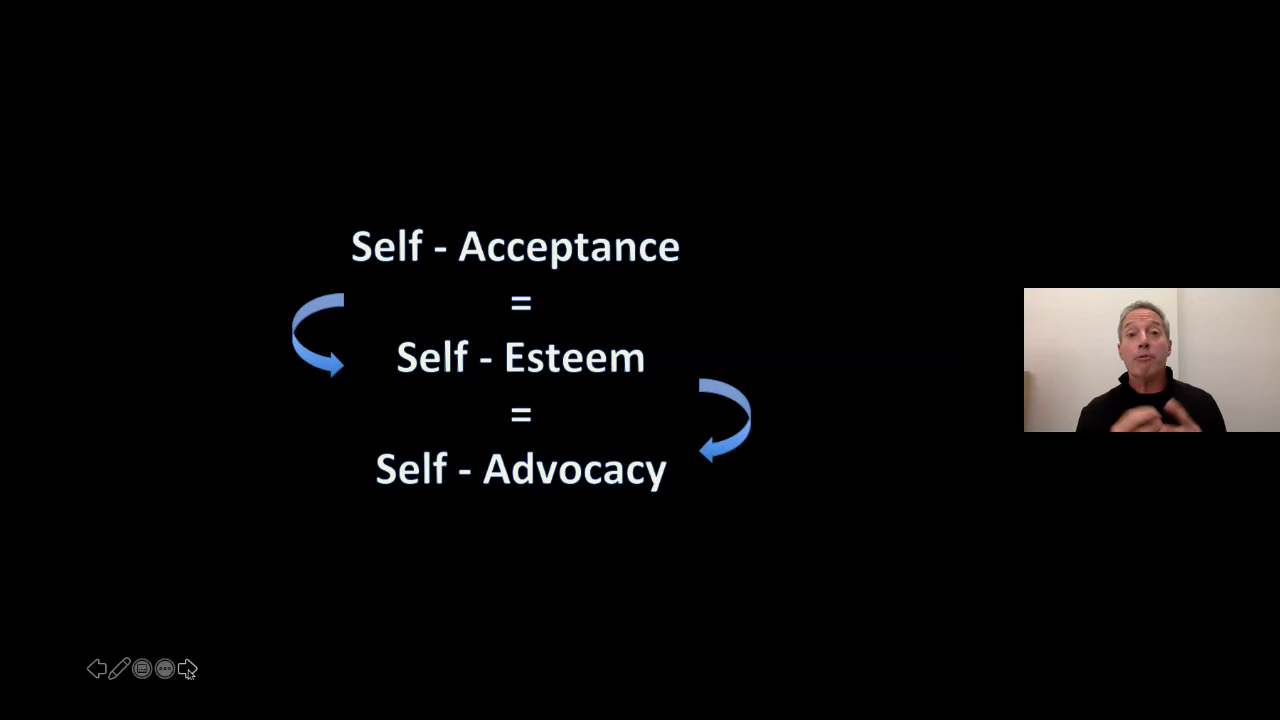 Self - Acceptance
=
Self - Esteem
=
Self - Advocacy